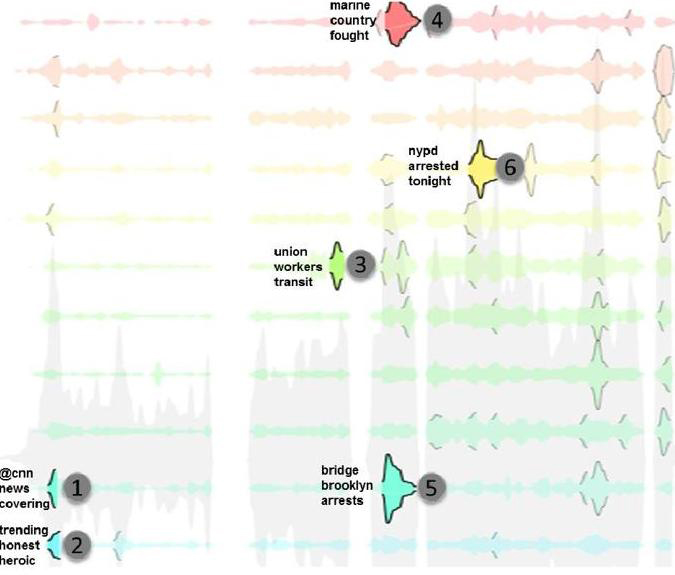 marine
country
fought
4
nypd
arrested
tonight
6
union
workers
transit
3
bridge
brooklyn
arrests
5
@cnn
news
covering
1
trending
honest
heroic
2